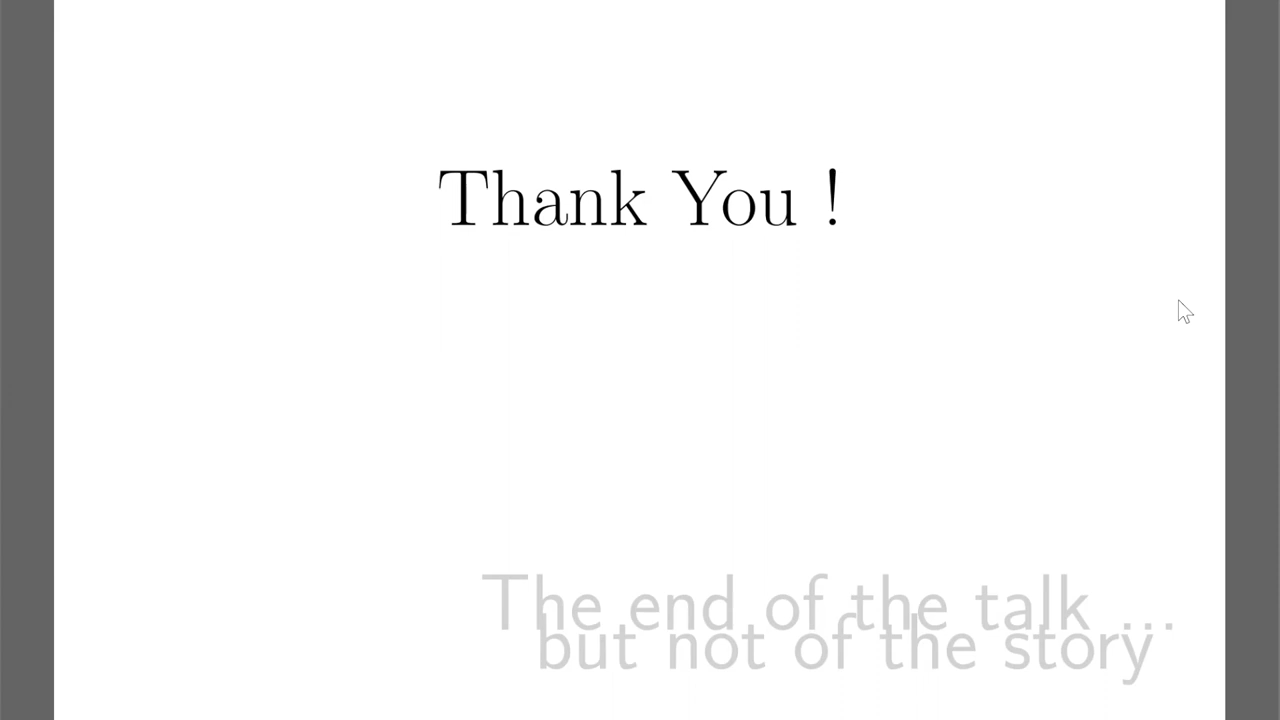 Thank You !
The end of the talk ...
but not of the story